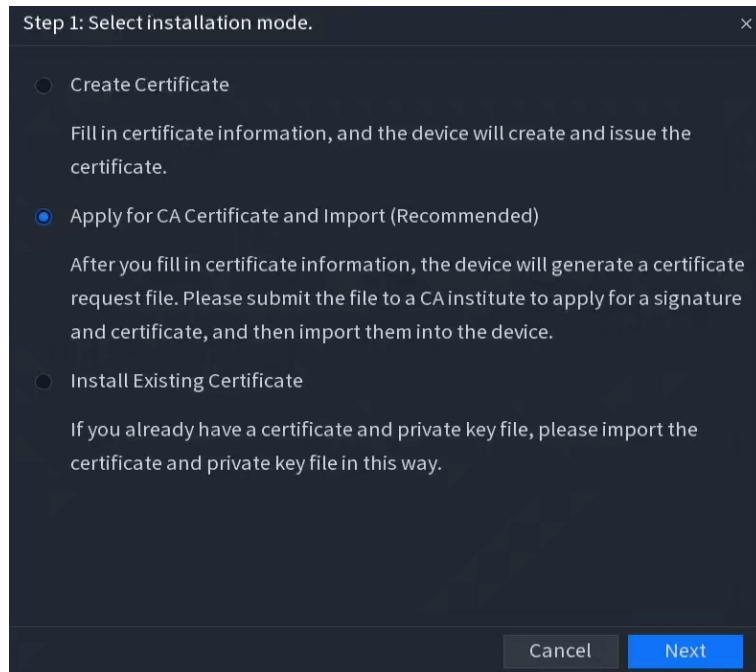 Step 1: Select installation mode.
×
Create Certificate
Fill in certificate information, and the device will create and issue the
certificate.
Apply for CA Certificate and Import (Recommended)
After you fill in certificate information, the device will generate a certificate
request file. Please submit the file to a CA institute to apply for a signature
and certificate, and then import them into the device.
Install Existing Certificate
If you already have a certificate and private key file, please import the
certificate and private key file in this way.
Cancel
Next